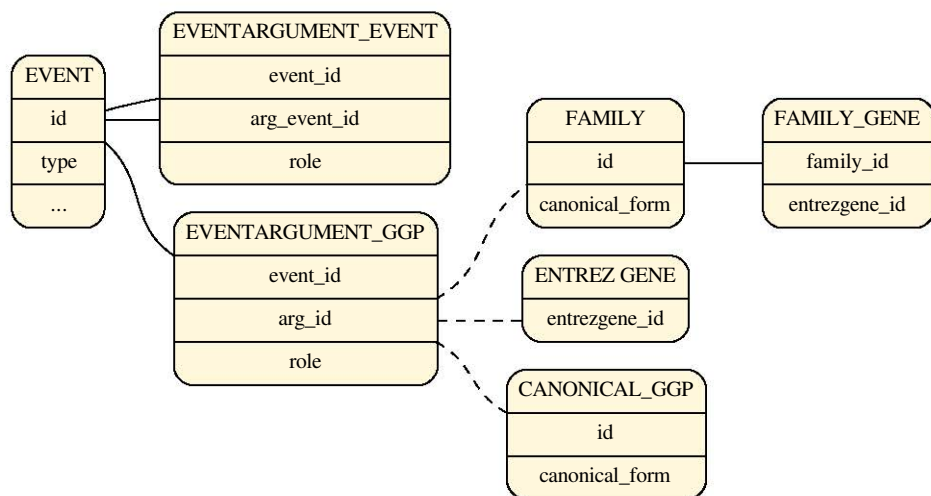 EVENT
id
type
...
EVENTARGUMENT_EVENT
event_id
arg_event_id
role
EVENTARGUMENT_GGP
event_id
arg_id
role
FAMILY
id
canonical_form
FAMILY_GENE
family_id
entrezgene_id
ENTREZ GENE
entrezgene_id
CANONICAL_GGP
id
canonical_form